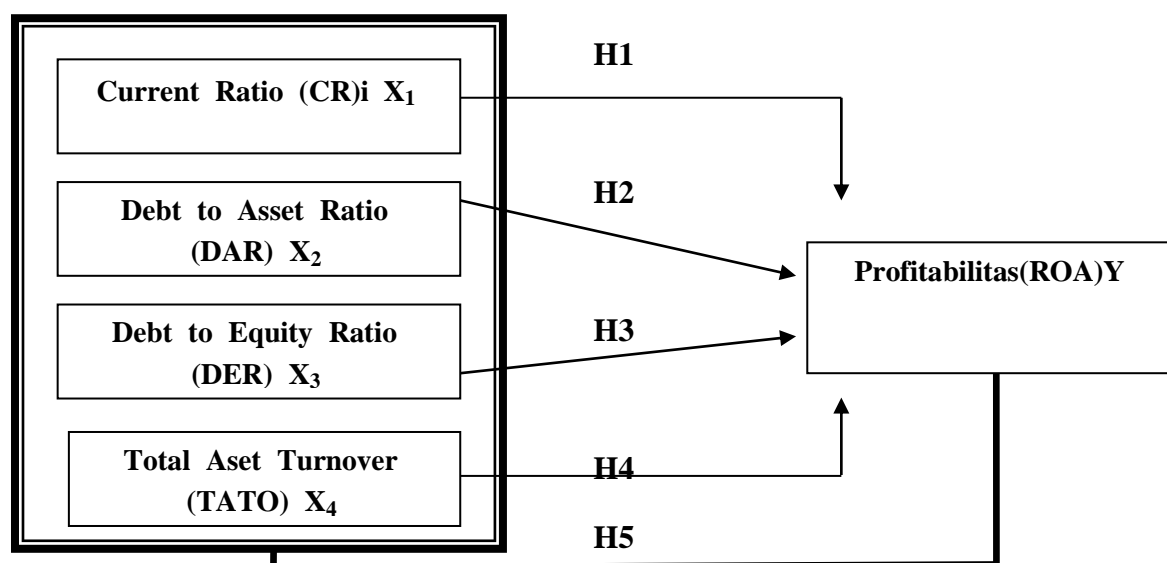 H1
Current Ratio (CR)i X₁
H2
Debt to Asset Ratio
(DAR) X₂
Profitabilitas(ROA)Y
Debt to Equity Ratio
(DER) X₃
H3
Total Aset Turnover
(TATO) X₄
H4
H5